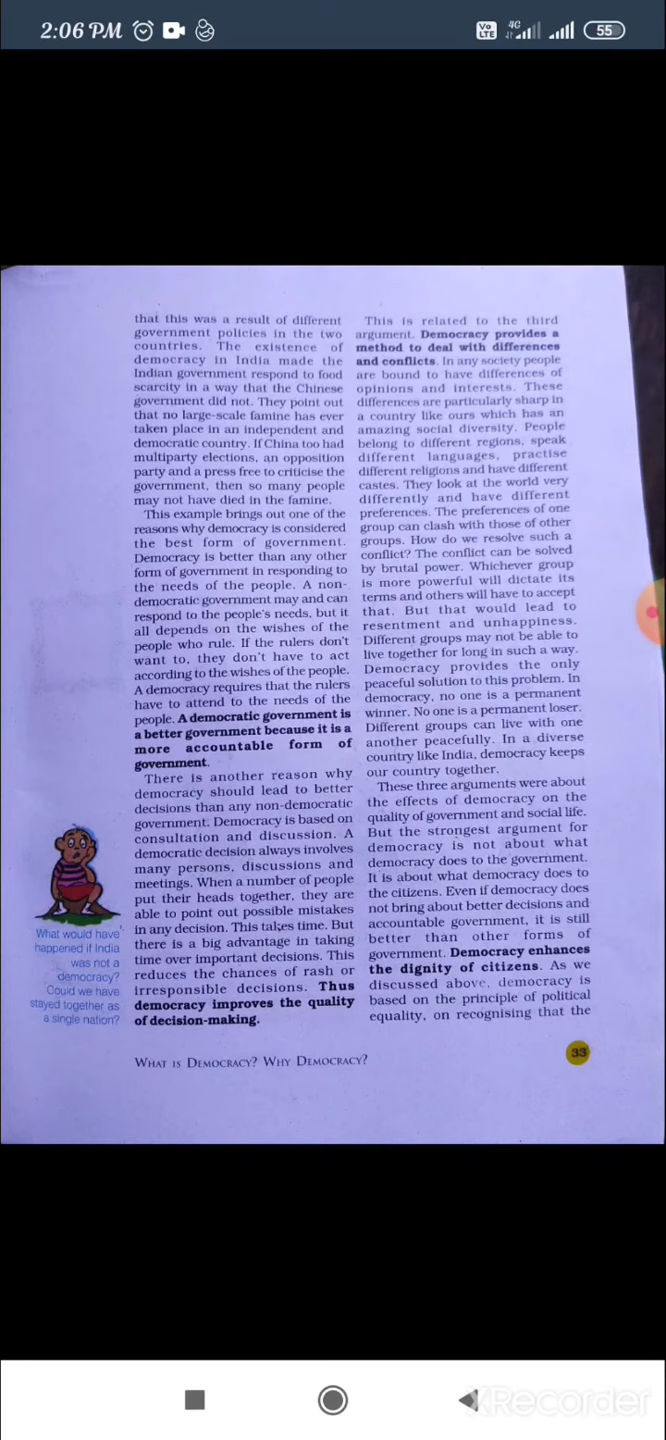 2:06 PM
Vo
LTE
4G
55
that this was a result of different
government policies in the two
countries. The existence of
democracy in India made the
Indian government respond to food
scarcity in a way that the Chinese
government did not. They point out
that no large-scale famine has ever
taken place in an independent and
democratic country. If China too had
multiparty elections, an opposition
party and a press free to criticise the
government, then so many people
may not have died in the famine.
This example brings out one of the
reasons why democracy is considered
the best form of government.
Democracy is better than any other
form of government in responding to
the needs of the people. A non-
democratic government may and can
respond to the people's needs, but it
all depends on the wishes of the
people who rule. If the rulers don't
want to, they don't have to act
according to the wishes of the people.
A democracy requires that the rulers
have to attend to the needs of the
people. A democratic government is
a better government because it is a
more accountable form of
government.
There is another reason why
democracy should lead to better
decisions than any non-democratic
government. Democracy is based on
consultation and discussion. A
democratic decision always involves
many persons, discussions and
meetings. When a number of people
put their heads together, they are
able to point out possible mistakes
in any decision. This takes time. But
there is a big advantage in taking
time over important decisions. This
reduces the chances of rash or
irresponsible decisions. Thus
democracy improves the quality
of decision-making.
This is related to the third
argument. Democracy provides a
method to deal with differences
and conflicts. In any society people
are bound to have differences of
opinions and interests. These
differences are particularly sharp in
a country like ours which has an
amazing social diversity. People
belong to different regions, speak
different languages, practise
different religions and have different
castes. They look at the world very
differently and have different
preferences. The preferences of one
group can clash with those of other
groups. How do we resolve such a
conflict? The conflict can be solved
by brutal power. Whichever group
is more powerful will dictate its
terms and others will have to accept
that. But that would lead to
resentment and unhappiness.
Different groups may not be able to
live together for long in such a way.
Democracy provides the only
peaceful solution to this problem. In
democracy, no one is a permanent
winner. No one is a permanent loser.
Different groups can live with one
another peacefully. In a diverse
country like India, democracy keeps
our country together.
These three arguments were about
the effects of democracy on the
quality of government and social life.
But the strongest argument for
democracy is not about what
democracy does to the government.
It is about what democracy does to
the citizens. Even if democracy does
not bring about better decisions and
accountable government, it is still
better than other forms of
government. Democracy enhances
the dignity of citizens. As we
discussed above, democracy is
based on the principle of political
equality, on recognising that the
What would have
happened if India
was not a
democracy?
Could we have
stayed together as
a single nation?
WHAT IS DEMOCRACY? WHY DEMOCRACY?
33
XRecorder